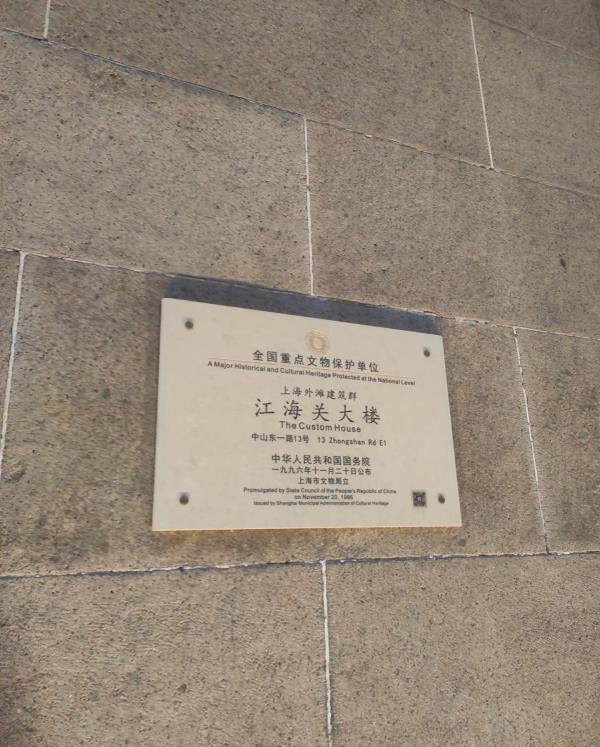 全国重点文物保护单位
A Major Historical and Cultural Heritage Protected at the National Level
上海外滩建筑群
江海关大楼
The Custom House
中山东一路13号 13 Zhongshan Rd E1
中华人民共和国国务院
一九九六年十一月二十日公布
上海市文物局立
Promulgated by State Council of the People's Republic of China
on November 20, 1996
Issued by Shanghai Municipal Administration of Cultural Heritage